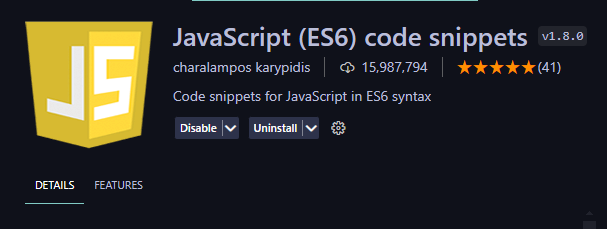 JS
JavaScript (ES6) code snippets v1.8.0
charalampos karypidis 15,987,794 (41)
Code snippets for JavaScript in ES6 syntax
Disable Uninstall
DETAILS FEATURES